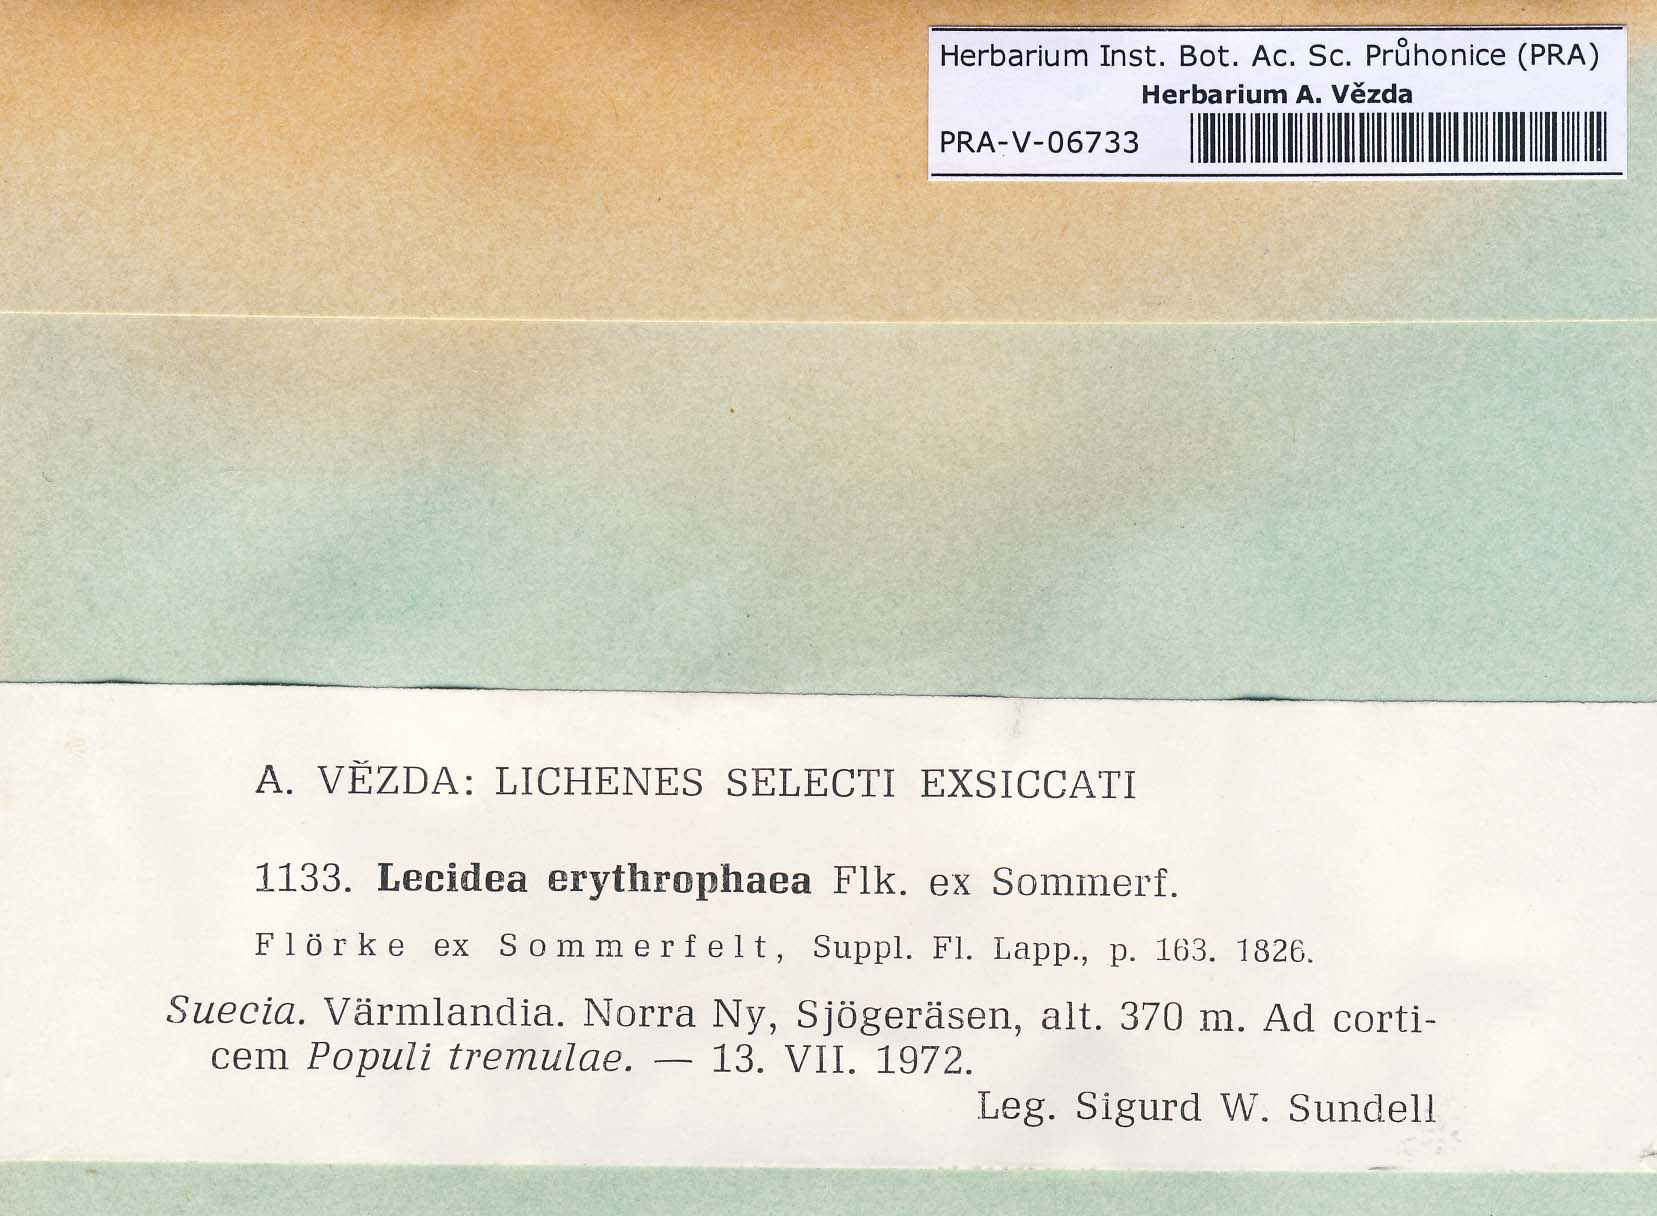 Herbarium Inst. Bot. Ac. Sc. Průhonice (PRA)
Herbarium A. Vězda
PRA-V-06733
A. VĚZDA: LICHENES SELECTI EXSICCATI
1133. Lecidea erythrophaea Flk. ex Sommerf.
Flörke ex Sommerfelt, Suppl. Fl. Lapp., p. 163. 1826.
Suecia. Värmlandia. Norra Ny, Sjögeräsen, alt. 370 m. Ad corti-
cem Populi tremulae. — 13. VII. 1972.
Leg. Sigurd W. Sundell